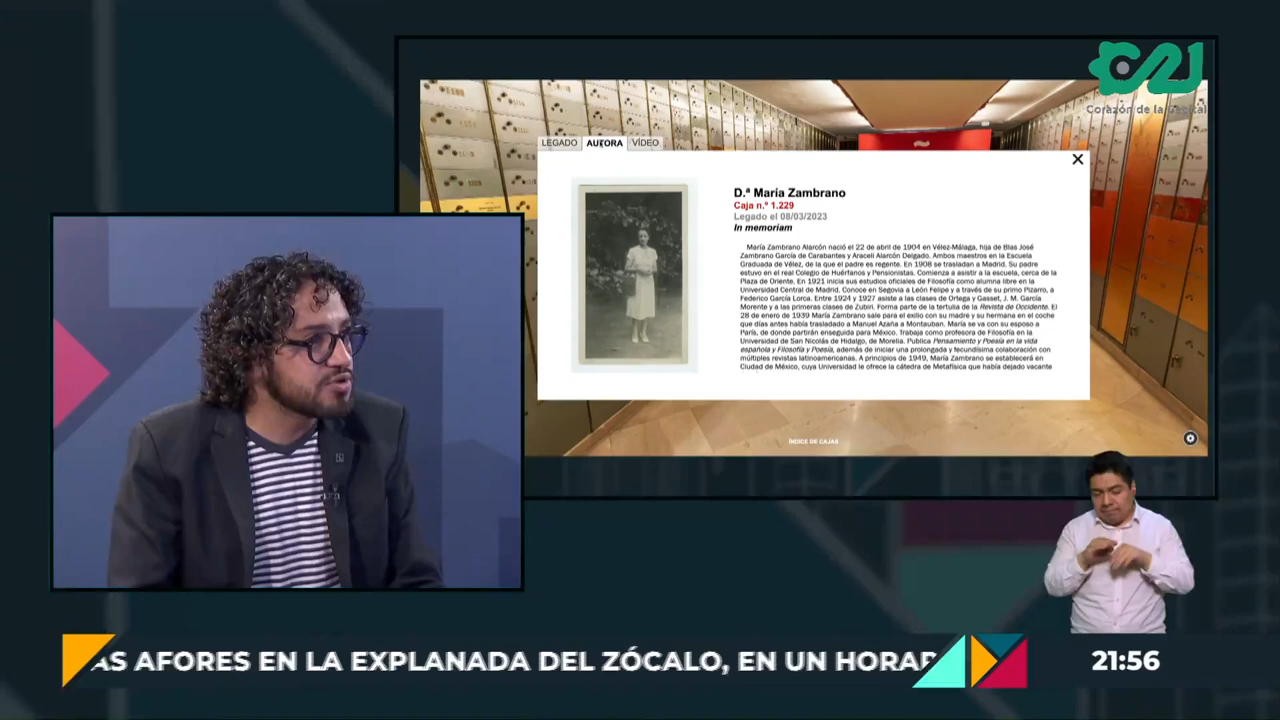 C21
Corazón de la Capital
LEGADO AUTORA VÍDEO
D.ª María Zambrano
Caja n.º 1.229
Legado el 08/03/2023
In memoriam
María Zambrano Alarcón nació el 22 de abril de 1904 en Vélez-Málaga, hija de Blas José
Zambrano García de Carabantes y Araceli Alarcón Delgado. Ambos maestros en la Escuela
Graduada de Vélez, de la que el padre es regente. En 1908 se trasladan a Madrid. Su padre
estuvo en el real Colegio de Huérfanos y Pensionistas. Comienza a asistir a la escuela, cerca de la
Plaza de Oriente. En 1921 inicia sus estudios oficiales de Filosofía como alumna libre en la
Universidad Central de Madrid. Conoce en Segovia a León Felipe y a través de su primo Pizarro, a
Federico García Lorca. Entre 1924 y 1927 asiste a las clases de Ortega y Gasset, J. M. García
Morente y a las primeras clases de Zubiri. Forma parte de la tertulia de la Revista de Occidente. El
28 de enero de 1939 María Zambrano sale para el exilio con su madre y su hermana en el coche
que días antes había trasladado a Manuel Azaña a Montauban. María se va con su esposo a
París, de donde partirán enseguida para México. Trabaja como profesora de Filosofía en la
Universidad de San Nicolás de Hidalgo, de Morelia. Publica Pensamiento y Poesía en la vida
española y Filosofía y Poesía, además de iniciar una prolongada y fecundísima colaboración con
múltiples revistas latinoamericanas. A principios de 1949, María Zambrano se establecerá en
Ciudad de México, cuya Universidad le ofrece la cátedra de Metafísica que había dejado vacante
ÍNDICE DE CAJAS
AS AFORES EN LA EXPLANADA DEL ZÓCALO, EN UN HORAR
21:56